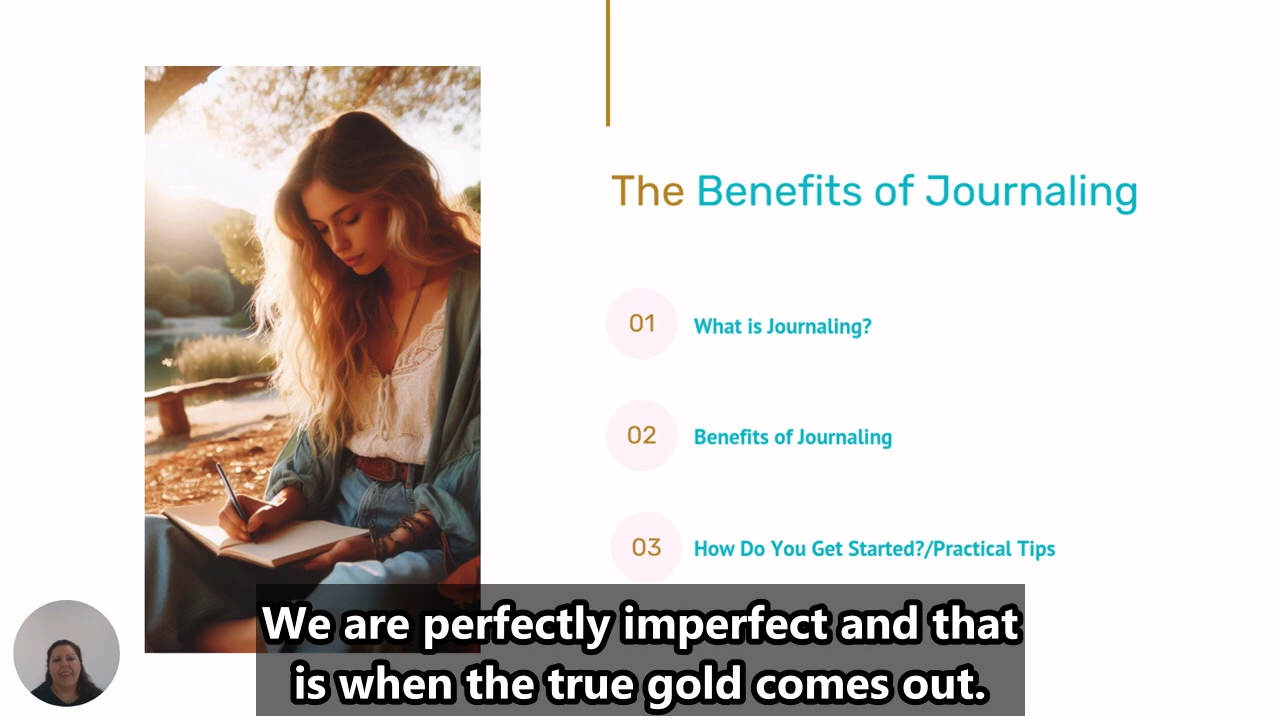 The Benefits of Journaling
01 What is Journaling?
02 Benefits of Journaling
03 How Do You Get Started?/Practical Tips
We are perfectly imperfect and that
is when the true gold comes out.